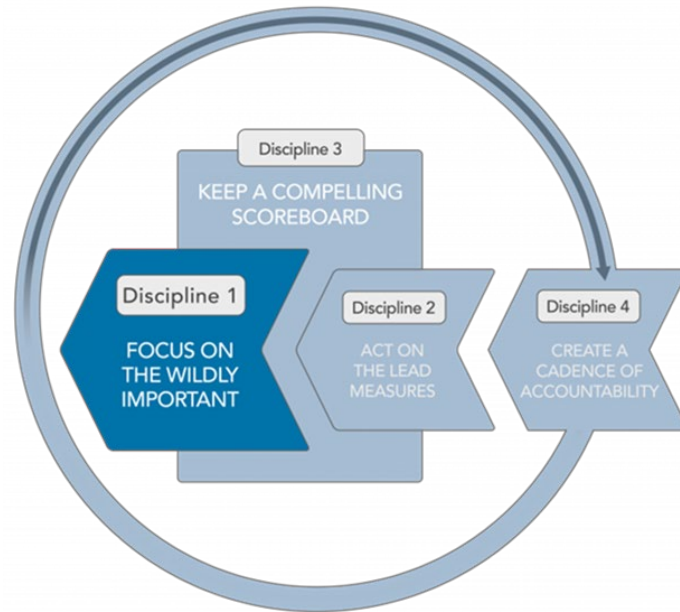 Discipline 3
KEEP A COMPELLING
SCOREBOARD
Discipline 1
FOCUS ON
THE WILDLY
IMPORTANT
Discipline 2
ACT ON
THE LEAD
MEASURES
Discipline 4
CREATE A
CADENCE OF
ACCOUNTABILITY